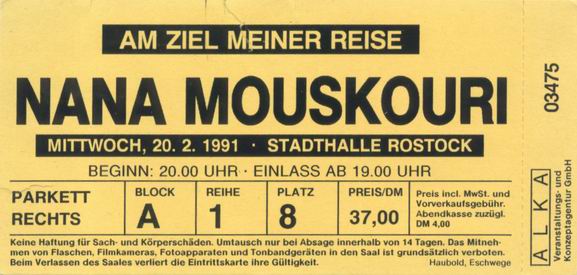 AM ZIEL MEINER REISE
NANA MOUSKOURI
MITTWOCH, 20. 2. 1991 · STADTHALLE ROSTOCK
BEGINN: 20.00 UHR · EINLASS AB 19.00 UHR
PARKETT
RECHTS
BLOCK
A
REIHE
1
PLATZ
8
PREIS/DM
37,00
Preis incl. MwSt. und
Vorverkaufsgebühr.
Abendkasse zuzügl.
DM 4,00
Keine Haftung für Sach- und Körperschäden. Umtausch nur bei Absage innerhalb von 14 Tagen. Das Mitneh-
men von Flaschen, Filmkameras, Fotoapparaten und Tonbandgeräten in den Saal ist grundsätzlich verboten.
Beim Verlassen des Saales verliert die Eintrittskarte ihre Gültigkeit.
Haubold, Eschwege
03475
ALKA
Veranstaltungs- und
Konzeptagentur GmbH